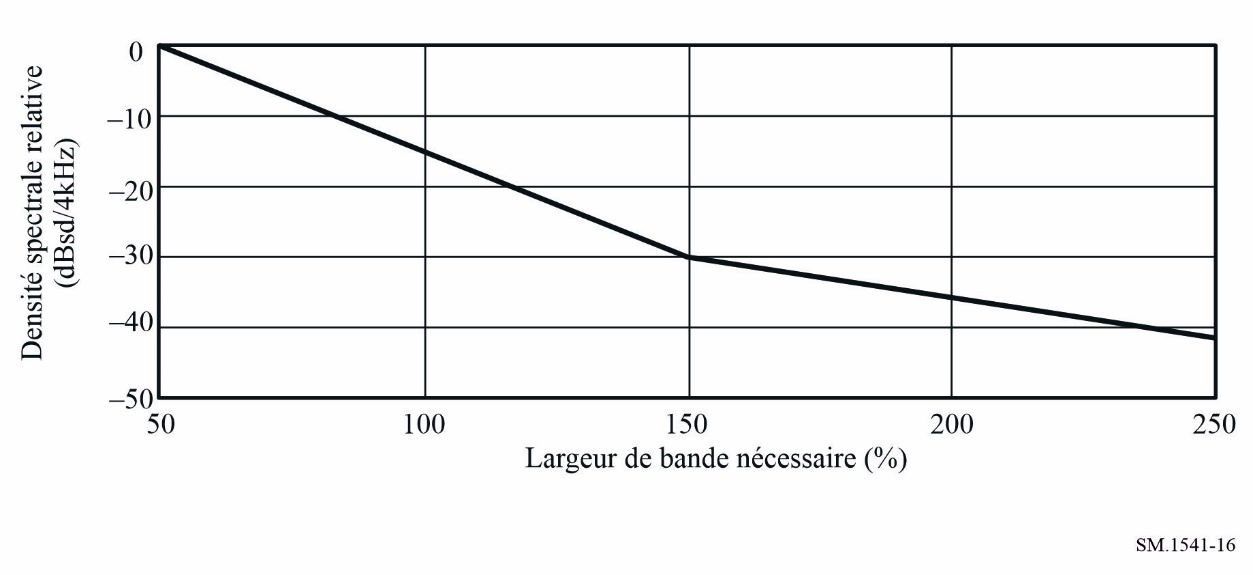 Densité spectrale relative
(dBsd/4kHz)
0
–10
–20
–30
–40
–50
50 100 150 200 250
Largeur de bande nécessaire (%)
SM.1541-16